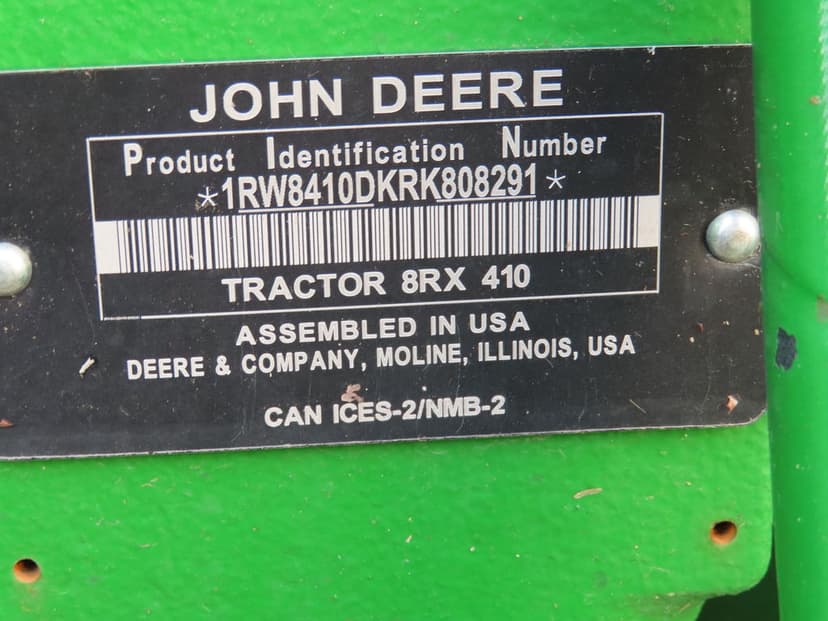 JOHN DEERE
Product Identification Number
*1RW8410DKRK808291*
TRACTOR 8RX 410
ASSEMBLED IN USA
DEERE & COMPANY, MOLINE, ILLINOIS, USA
CAN ICES-2/NMB-2